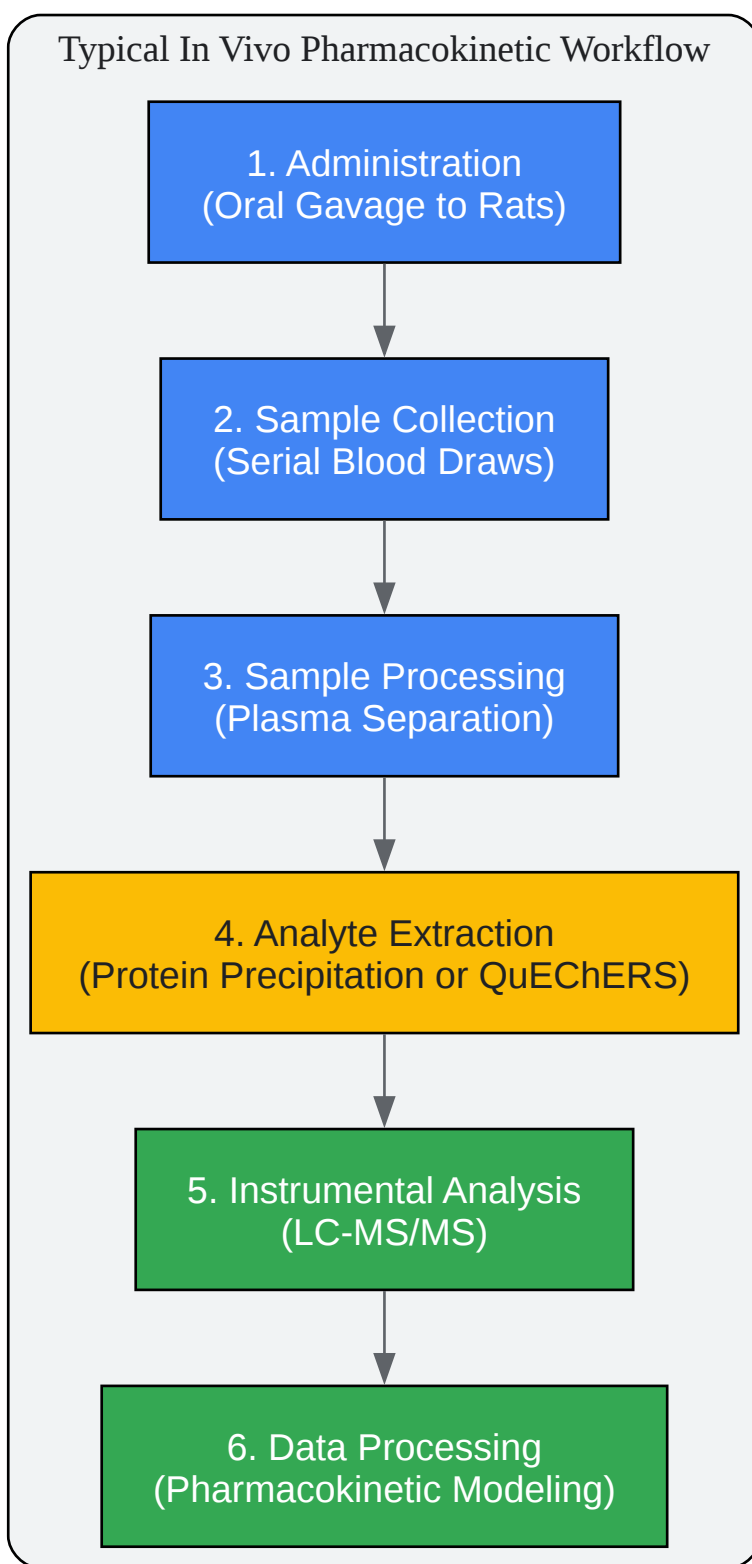 Typical In Vivo Pharmacokinetic Workflow
1. Administration
(Oral Gavage to Rats)
2. Sample Collection
(Serial Blood Draws)
3. Sample Processing
(Plasma Separation)
4. Analyte Extraction
(Protein Precipitation or QuEChERS)
5. Instrumental Analysis
(LC-MS/MS)
6. Data Processing
(Pharmacokinetic Modeling)